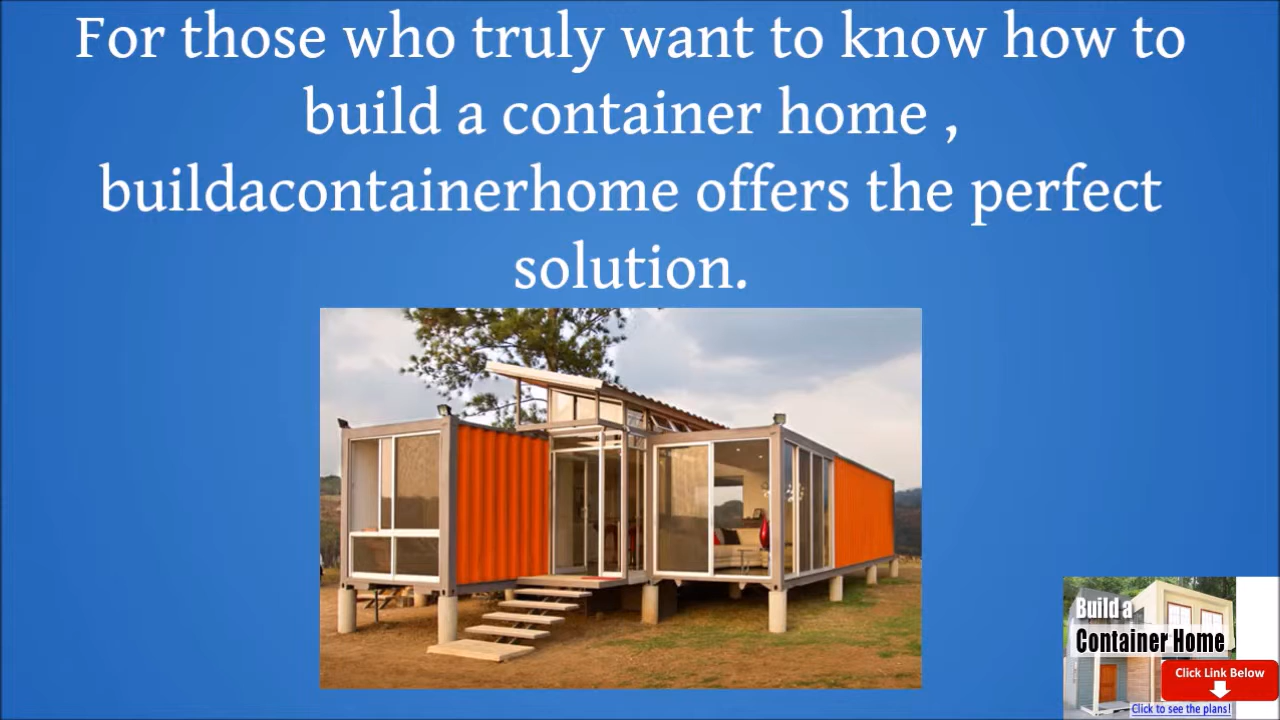 For those who truly want to know how to
build a container home ,
buildacontainerhome offers the perfect
solution.
Build a
Container Home
Click Link Below
Click to see the plans!